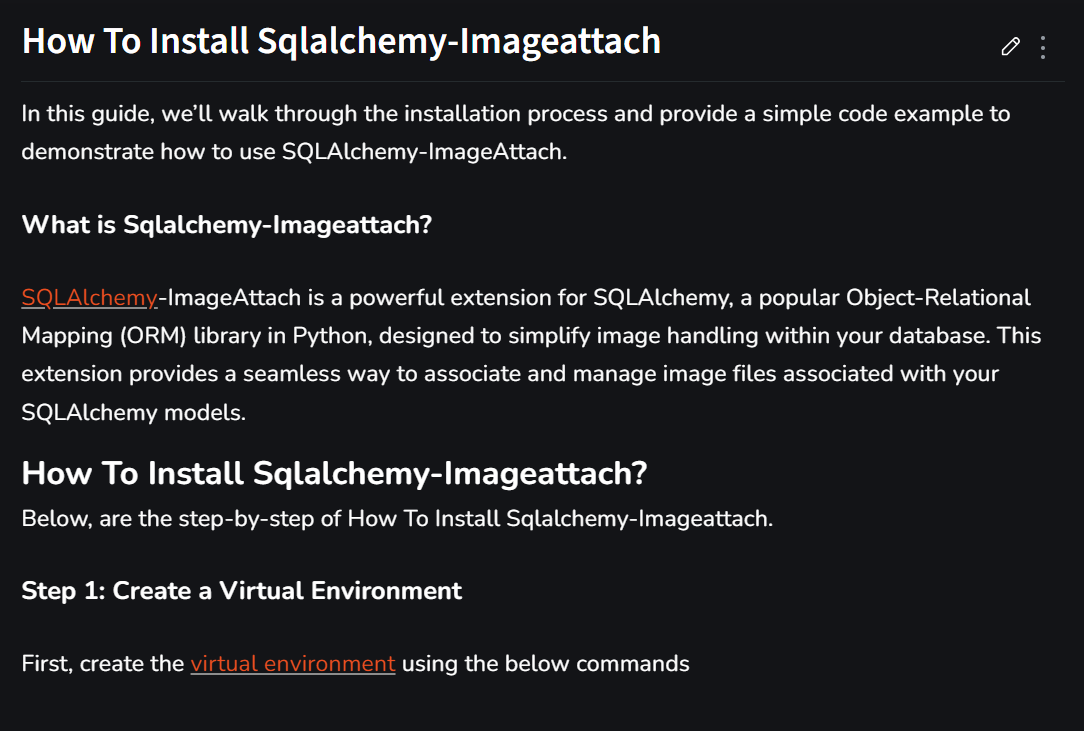 How To Install Sqlalchemy-Imageattach
In this guide, we’ll walk through the installation process and provide a simple code example to
demonstrate how to use SQLAlchemy-ImageAttach.
What is Sqlalchemy-Imageattach?
SQLAlchemy-ImageAttach is a powerful extension for SQLAlchemy, a popular Object-Relational
Mapping (ORM) library in Python, designed to simplify image handling within your database. This
extension provides a seamless way to associate and manage image files associated with your
SQLAlchemy models.
How To Install Sqlalchemy-Imageattach?
Below, are the step-by-step of How To Install Sqlalchemy-Imageattach.
Step 1: Create a Virtual Environment
First, create the virtual environment using the below commands